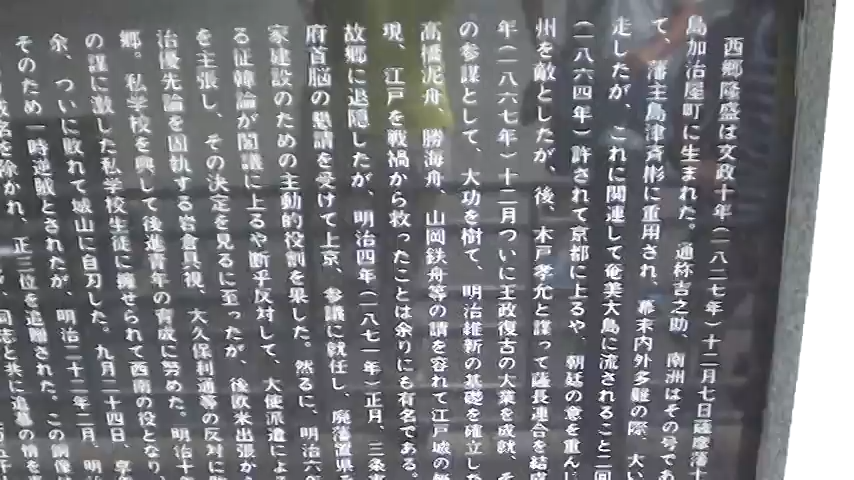 西郷隆盛は文政十年(一八二七年)十二月七日薩摩藩士
島加治屋町に生まれた。通称吉之助、南洲はその号であ
て、藩主島津斉彬に重用され、幕末内外多難の際、大い
走したが、これに関連して奄美大島に流されること二回
(一八六四年)許されて京都に上るや、朝廷の意を重んじ
州を敵としたが、後、木戸孝允と謀って薩長連合を結成
年(一八六七年)十二月ついに王政復古の大業を成就、そ
の参謀として、大功を樹て、明治維新の基礎を確立した
高橋泥舟、勝海舟、山岡鉄舟等の請を容れて江戸城の無
現、江戸を戦禍から救ったことは余りにも有名である。
故郷に退隠したが、明治四年(一八七一年)正月、三条
府首脳の懇請を受けて上京、参議に就任し、廃藩置県
家建設のための主動的役割を果した。然るに、明治六
る征韓論が閣議に上るや断乎反対して、大使派遣によ
を主張し、その決定を見るに至ったが、後欧米出張か
治優先論を固執する岩倉具視、大久保利通等の反対に
郷。私学校を興して後進青年の育成に努めた。明治十
の謀に激した私学校生徒に擁せられて西南の役となり、
余、ついに敗れて城山に自刃した。九月二十四日、享
そのため一時逆賊とされたが、明治二十二年二月、明
名を除かれ、正三位を追贈された。この銅像は
同志と共に追慕の情を